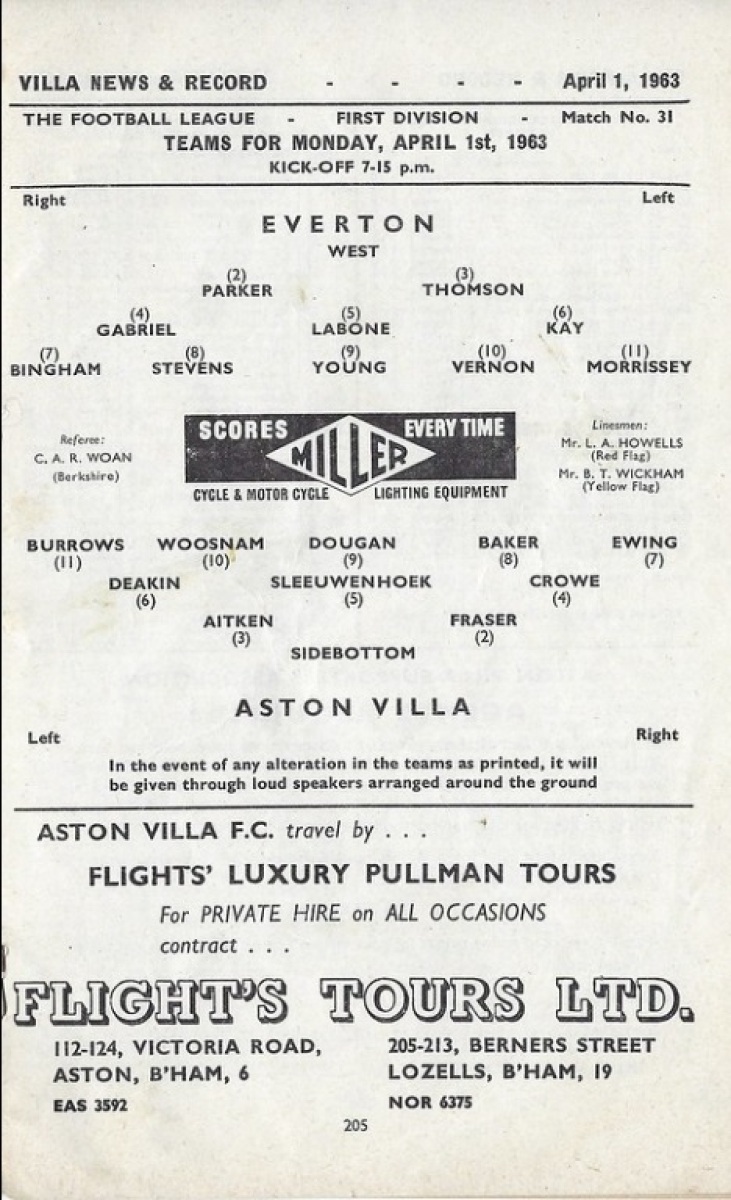 VILLA NEWS & RECORD - - - - April 1, 1963
THE FOOTBALL LEAGUE - FIRST DIVISION - Match No. 31
TEAMS FOR MONDAY, APRIL 1st, 1963
KICK-OFF 7-15 p.m.
Right Left
EVERTON
WEST
(2) (3)
PARKER THOMSON
(4) (5) (6)
GABRIEL LABONE KAY
(7) (8) (9) (10) (11)
BINGHAM STEVENS YOUNG VERNON MORRISSEY
Referee:
C. A. R. WOAN
(Berkshire)
SCORES EVERY TIME
MILLER
CYCLE & MOTOR CYCLE LIGHTING EQUIPMENT
Linesmen:
Mr. L. A. HOWELLS
(Red Flag)
Mr. B. T. WICKHAM
(Yellow Flag)
BURROWS WOOSNAM DOUGAN BAKER EWING
(11) (10) (9) (8) (7)
DEAKIN SLEEUWENHOEK CROWE
(6) (5) (4)
AITKEN FRASER
(3) (2)
SIDEBOTTOM
ASTON VILLA
Left Right
In the event of any alteration in the teams as printed, it will
be given through loud speakers arranged around the ground
ASTON VILLA F.C. travel by . . .
FLIGHTS' LUXURY PULLMAN TOURS
For PRIVATE HIRE on ALL OCCASIONS
contract . . .
FLIGHT'S TOURS LTD.
112-124, VICTORIA ROAD, 205-213, BERNERS STREET
ASTON, B'HAM, 6 LOZELLS, B'HAM, 19
EAS 3592 NOR 6375
205